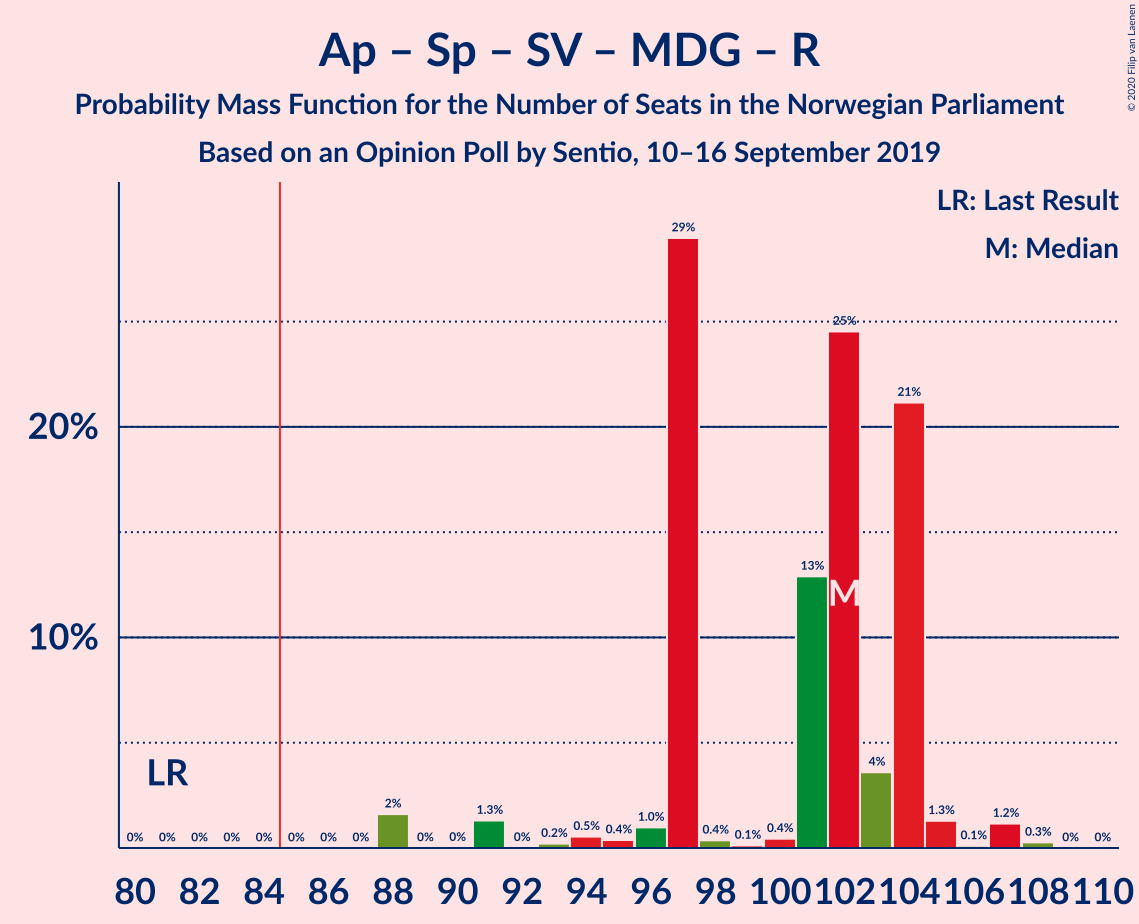 © 2020 Filip van Laenen
Ap – Sp – SV – MDG – R
Probability Mass Function for the Number of Seats in the Norwegian Parliament
Based on an Opinion Poll by Sentio, 10–16 September 2019
LR: Last Result
M: Median
29%
25%
21%
20%
13%
M
10%
LR
4%
0% 0% 0% 0% 0% 0% 0% 0% 2% 0% 0% 1.3% 0% 0.2% 0.5% 0.4% 1.0% 0.4% 0.1% 0.4% 1.3% 0.1% 1.2% 0.3% 0% 0%
80 82 84 86 88 90 92 94 96 98 100 102 104 106 108 110